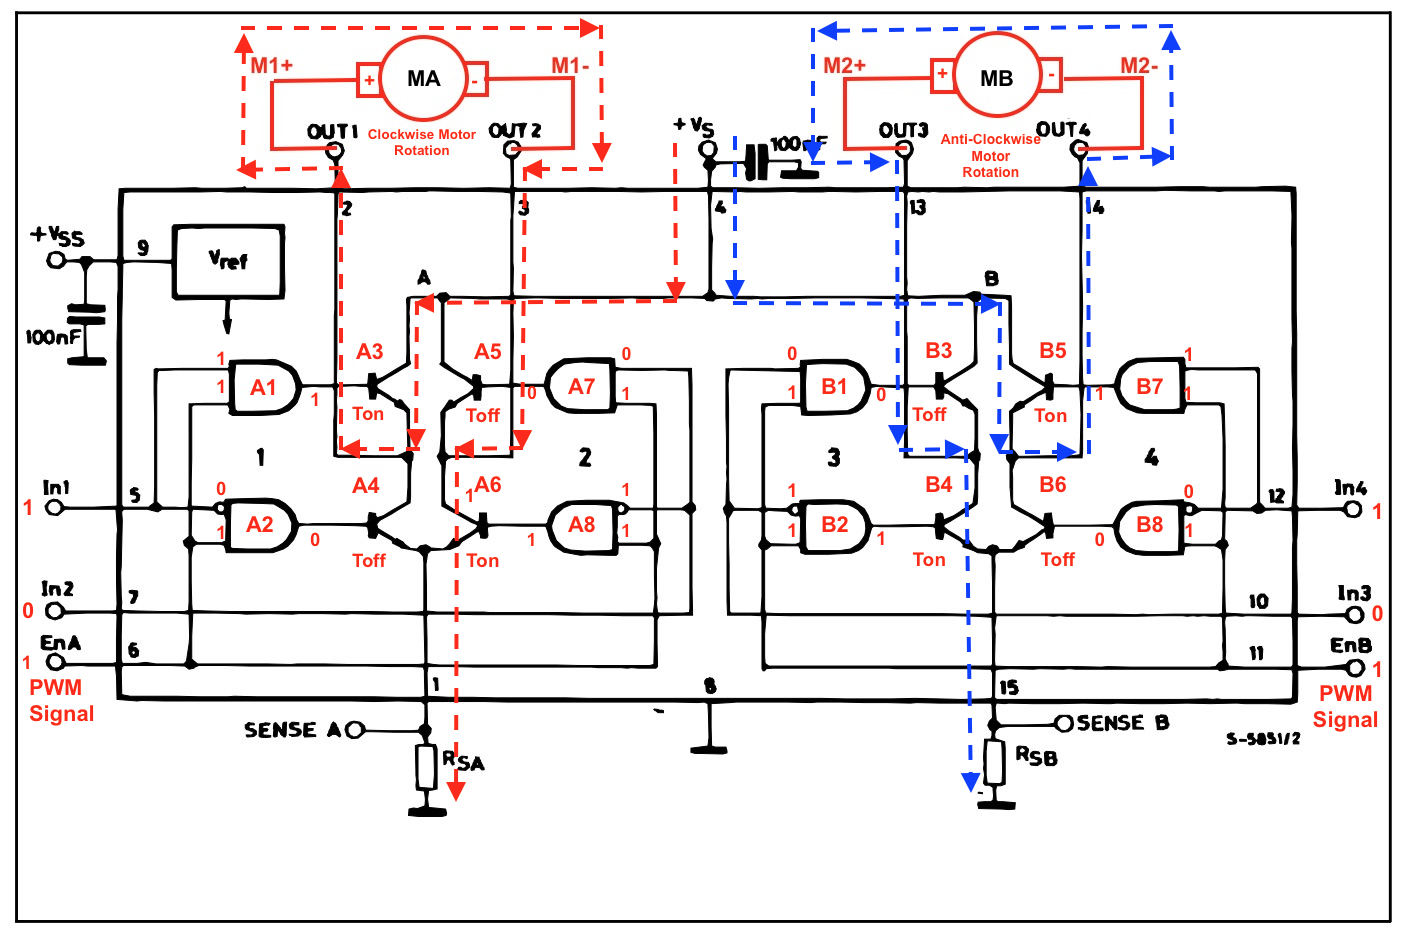 M1+
M1-
M2+
M2-
+
MA
-
+
MB
-
OUT1
Clockwise Motor
Rotation
OUT2
+VS
100nF
OUT3
Anti-Clockwise
Motor
Rotation
OUT4
2
3
4
13
14
+VSS
9
Vref
A
B
100nF
1
1
A1
1
A3
Ton
A5
Toff
0
A7
0
1
0
1
B1
0
B3
Toff
B5
Ton
1
B7
1
1
1
2
3
4
In1
1
5
0
1
A2
0
A4
Toff
1
A6
Ton
1
A8
1
1
1
1
B2
1
B4
Ton
B6
Toff
0
B8
0
1
12
In4
1
In2
0
7
10
In3
0
EnA
1
6
11
EnB
1
PWM
Signal
1
8
15
PWM
Signal
SENSE A
SENSE B
S-5851/2
RSA
RSB